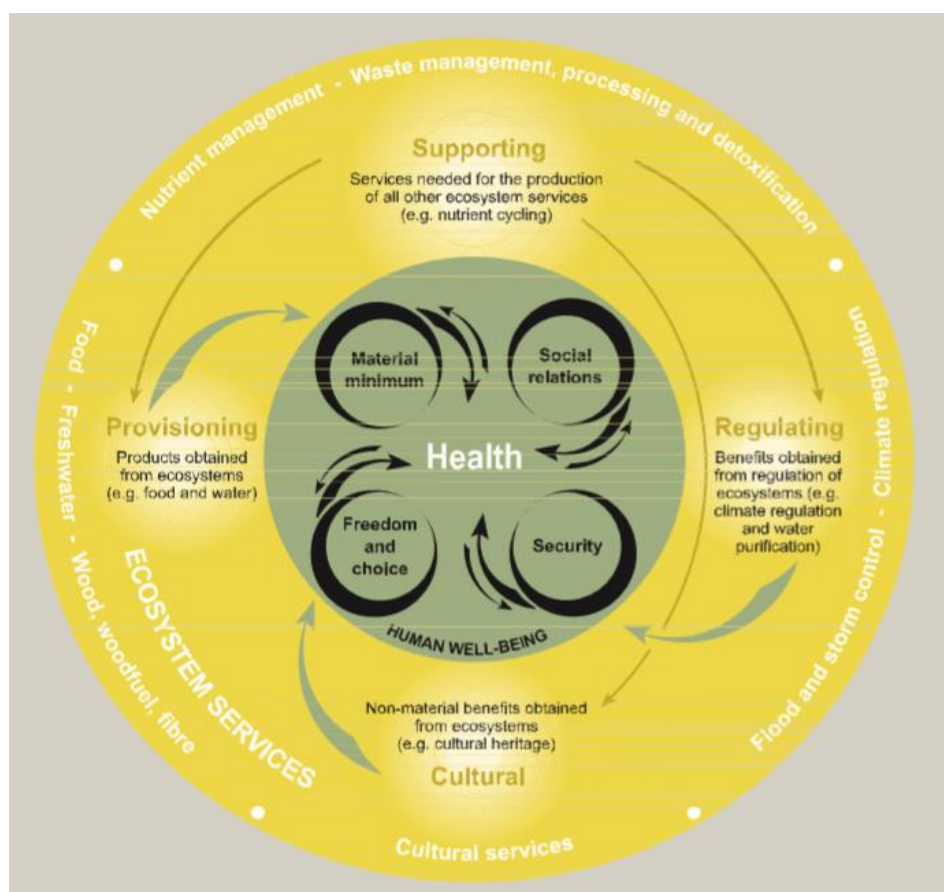 Nutrient management - Waste management, processing and detoxification
Supporting
Services needed for the production
of all other ecosystem services
(e.g. nutrient cycling)
Food - Freshwater - Wood, woodfuel, fibre
Flood and storm control - Climate regulation
Material
minimum
Social
relations
Provisioning
Products obtained
from ecosystems
(e.g. food and water)
Health
Regulating
Benefits obtained
from regulation of
ecosystems (e.g.
climate regulation
and water
purification)
Freedom
and
choice
Security
HUMAN WELL-BEING
ECOSYSTEM SERVICES
Non-material benefits obtained
from ecosystems
(e.g. cultural heritage)
Cultural
Cultural services